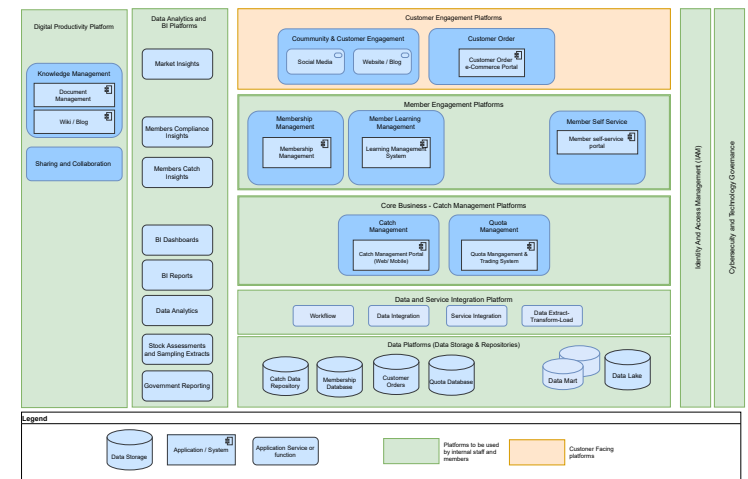 Digital Productivity Platform
Knowledge Management
Document
Management
Wiki / Blog
Sharing and Collaboration
Data Analytics and
BI Platforms
Market Insights
Members Compliance
Insights
Members Catch
Insights
BI Dashboards
BI Reports
Data Analytics
Stock Assessments
and Sampling Extracts
Government Reporting
Customer Engagement Platforms
Coummunity & Customer Engagement
Social Media
Website / Blog
Customer Order
Customer Order
e-Commerce Portal
Member Engagement Platforms
Membership
Management
Membership
Management
Member Learning
Management
Learning Management
System
Member Self Service
Member self-service
portal
Core Business - Catch Management Platforms
Catch
Management
Catch Management Portal
(Web/ Mobile)
Quota
Management
Quota Mangagement &
Trading System
Data and Service Integration Platform
Workflow
Data Integration
Service Integration
Data Extract-
Transform-Load
Data Platforms (Data Storage & Repositories)
Catch Data
Repository
Membership
Database
Customer
Orders
Quota Database
Data Mart
Data Lake
Identity And Access Management (IAM)
Cybersecuity and Technology Governance
Legend
Data Storage
Application / System
Application Service or
function
Platforms to be used
by internal staff and
members
Custoner Facing
platforms